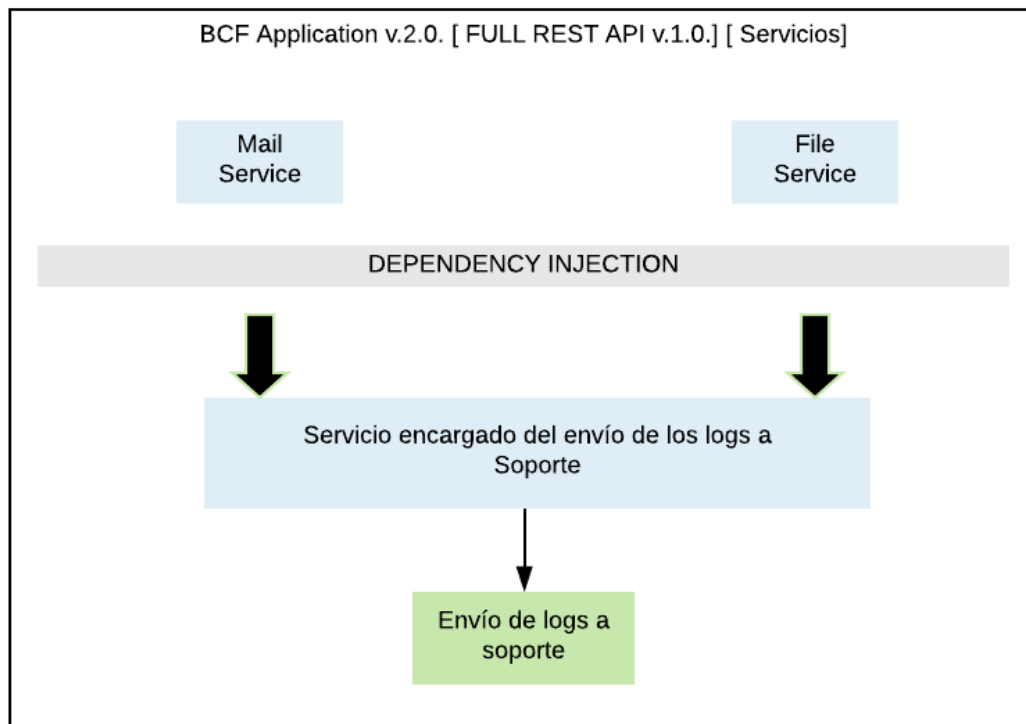 BCF Application v.2.0. [ FULL REST API v.1.0.] [ Servicios]
Mail
Service
File
Service
DEPENDENCY INJECTION
Servicio encargado del envío de los logs a
Soporte
Envío de logs a
soporte